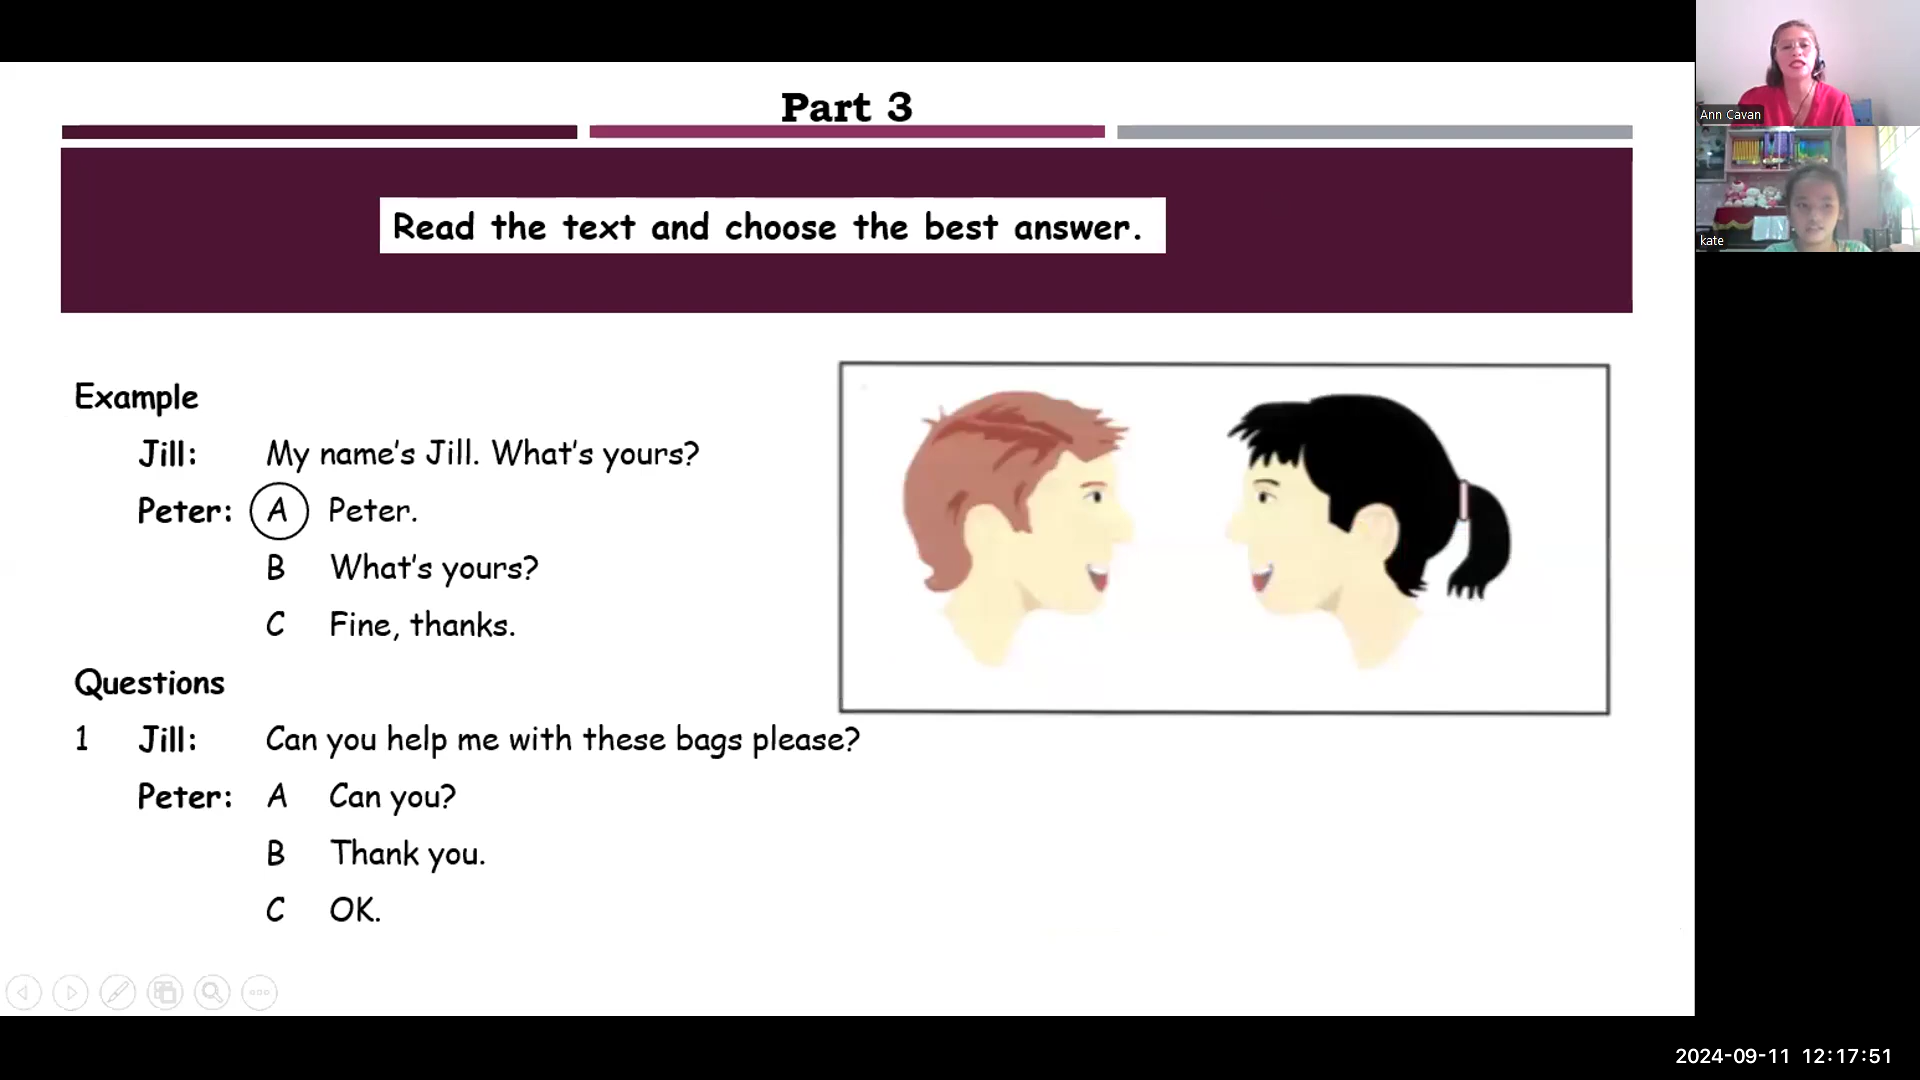 Part 3
Read the text and choose the best answer.
Example
Jill: My name's Jill. What's yours?
Peter: A Peter.
B What's yours?
C Fine, thanks.
Questions
1 Jill: Can you help me with these bags please?
Peter: A Can you?
B Thank you.
C OK.
Ann Cavan
kate
2024-09-11 12:17:51